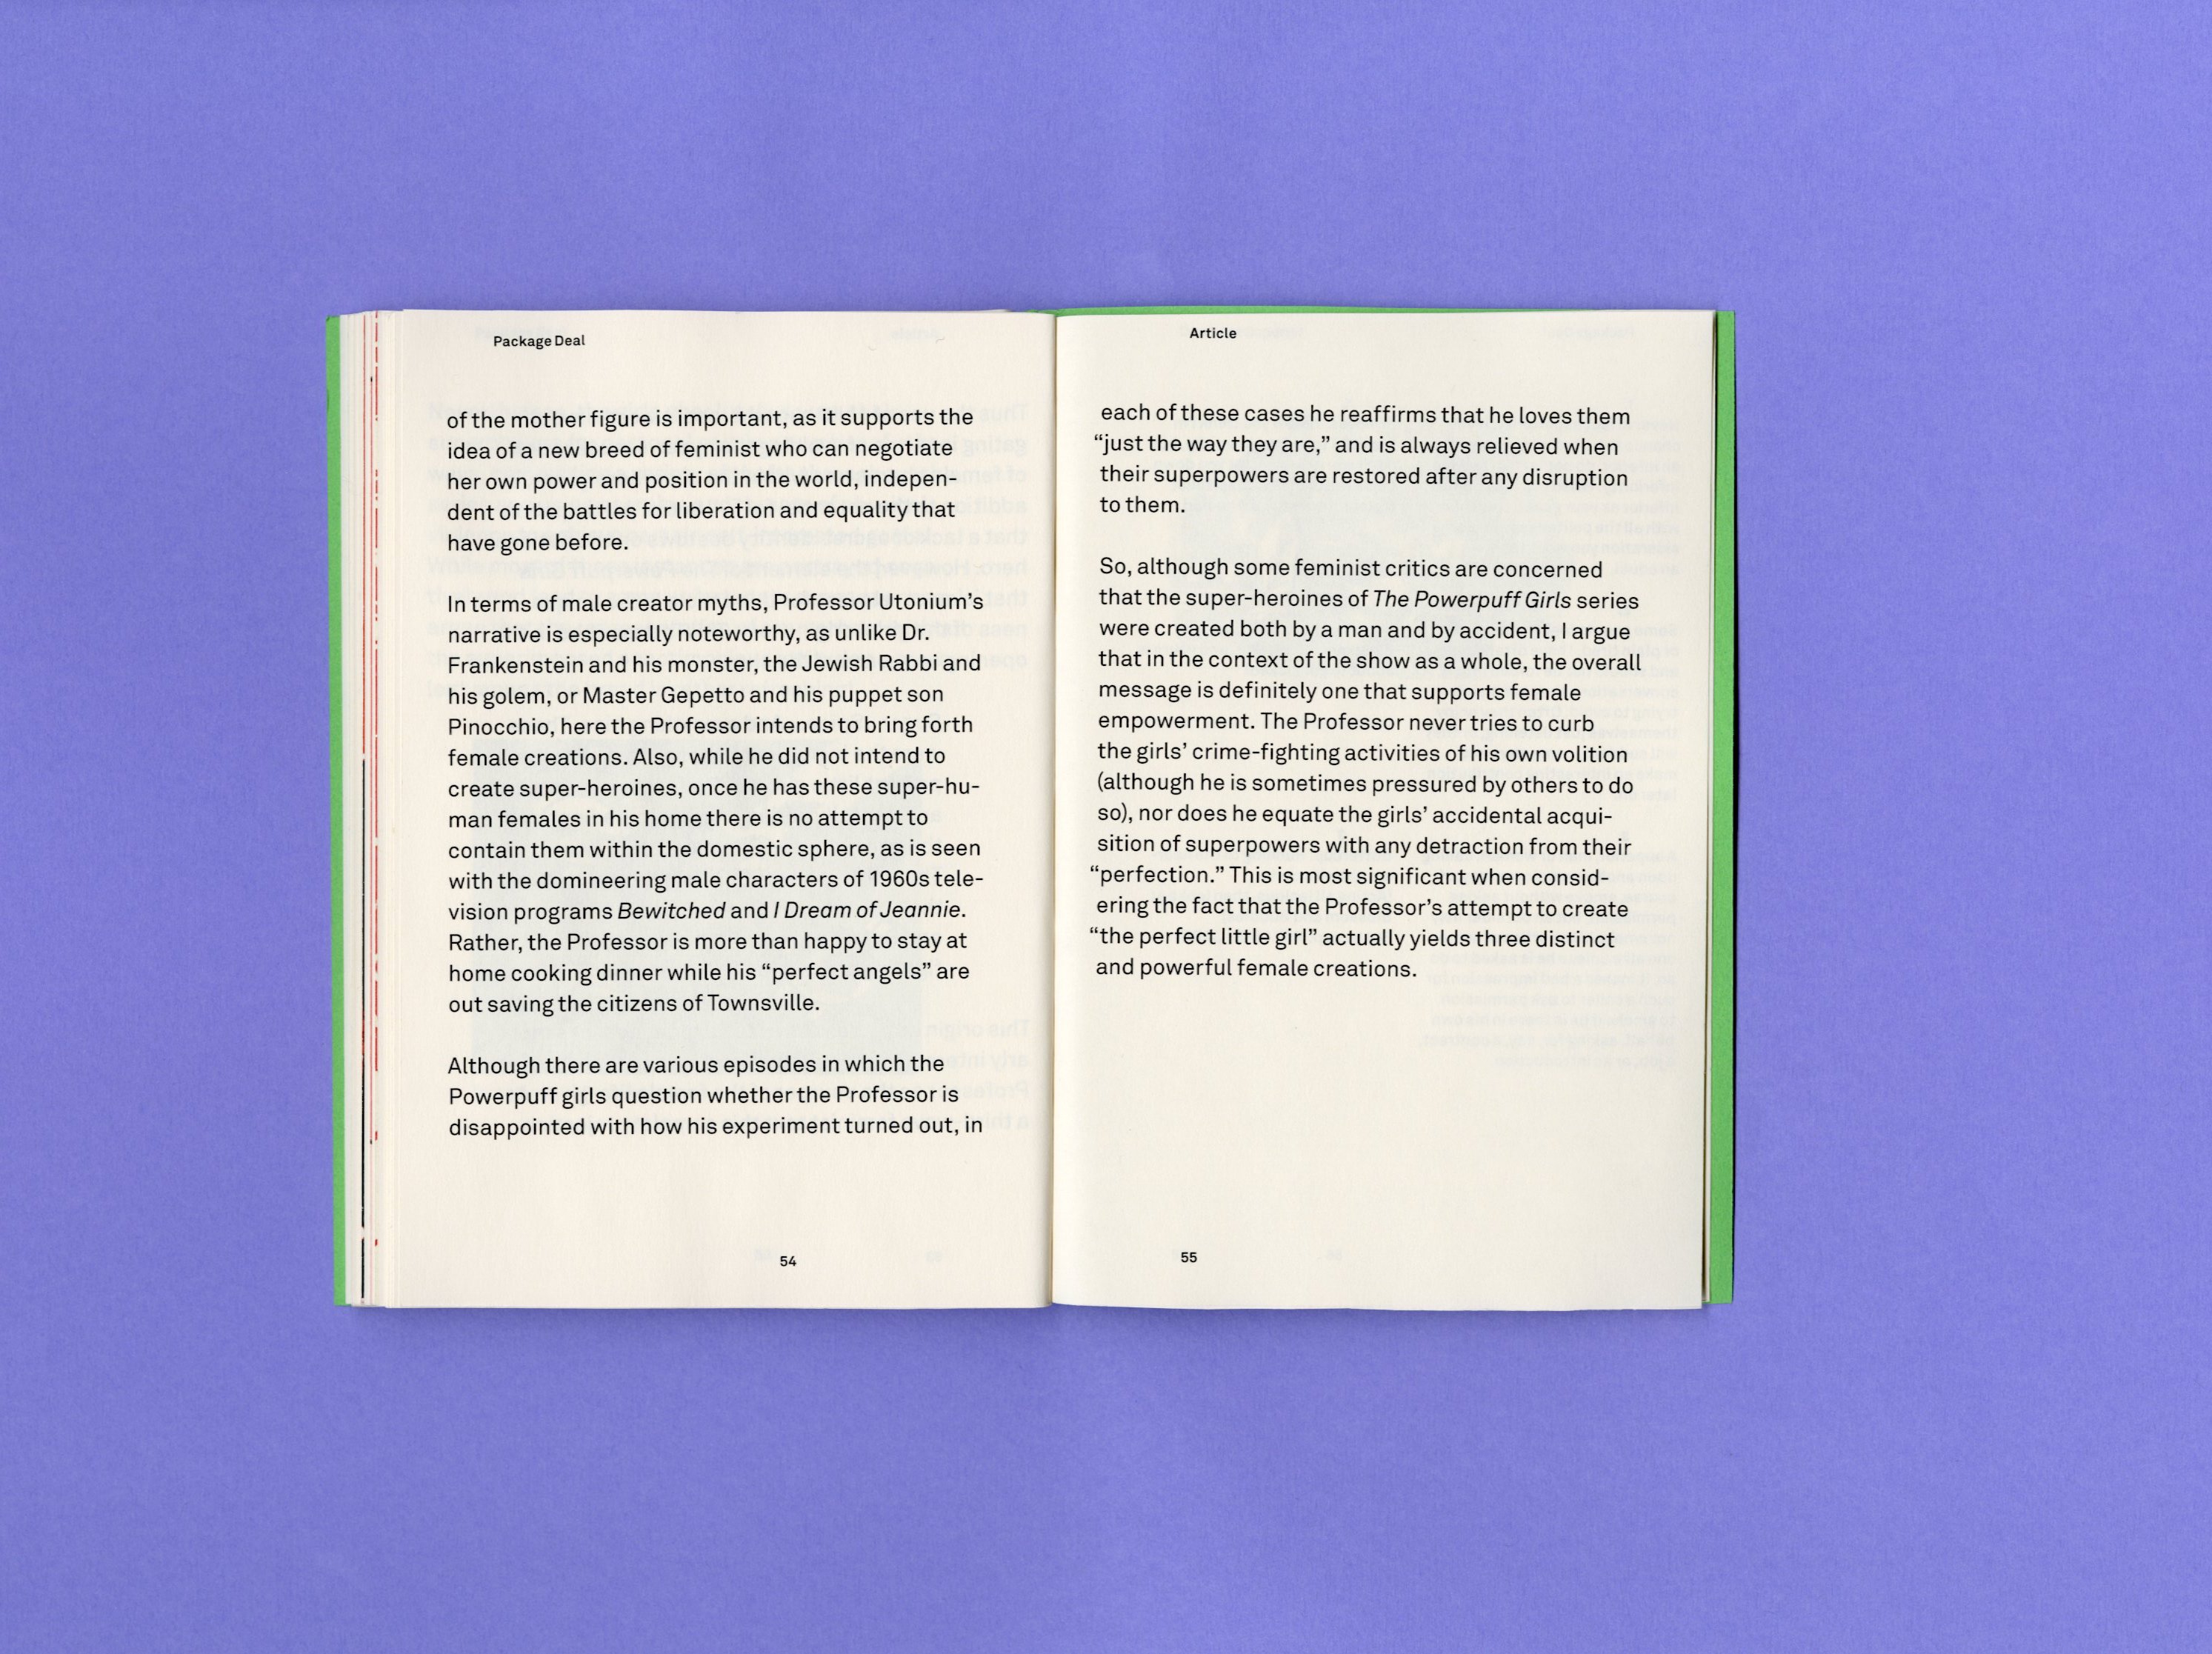 Package Deal
of the mother figure is important, as it supports the
idea of a new breed of feminist who can negotiate
her own power and position in the world, indepen-
dent of the battles for liberation and equality that
have gone before.
In terms of male creator myths, Professor Utonium’s
narrative is especially noteworthy, as unlike Dr.
Frankenstein and his monster, the Jewish Rabbi and
his golem, or Master Gepetto and his puppet son
Pinocchio, here the Professor intends to bring forth
female creations. Also, while he did not intend to
create super-heroines, once he has these super-hu-
man females in his home there is no attempt to
contain them within the domestic sphere, as is seen
with the domineering male characters of 1960s tele-
vision programs Bewitched and I Dream of Jeannie.
Rather, the Professor is more than happy to stay at
home cooking dinner while his “perfect angels” are
out saving the citizens of Townsville.
Although there are various episodes in which the
Powerpuff girls question whether the Professor is
disappointed with how his experiment turned out, in
54
Article
each of these cases he reaffirms that he loves them
“just the way they are,” and is always relieved when
their superpowers are restored after any disruption
to them.
So, although some feminist critics are concerned
that the super-heroines of The Powerpuff Girls series
were created both by a man and by accident, I argue
that in the context of the show as a whole, the overall
message is definitely one that supports female
empowerment. The Professor never tries to curb
the girls’ crime-fighting activities of his own volition
(although he is sometimes pressured by others to do
so), nor does he equate the girls’ accidental acqui-
sition of superpowers with any detraction from their
“perfection.” This is most significant when consid-
ering the fact that the Professor’s attempt to create
“the perfect little girl” actually yields three distinct
and powerful female creations.
55